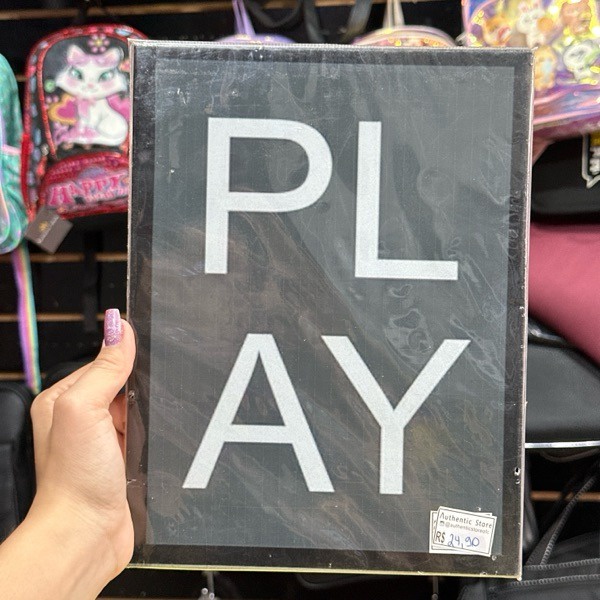 PL
AY
Authentic Store
R$ 24,90